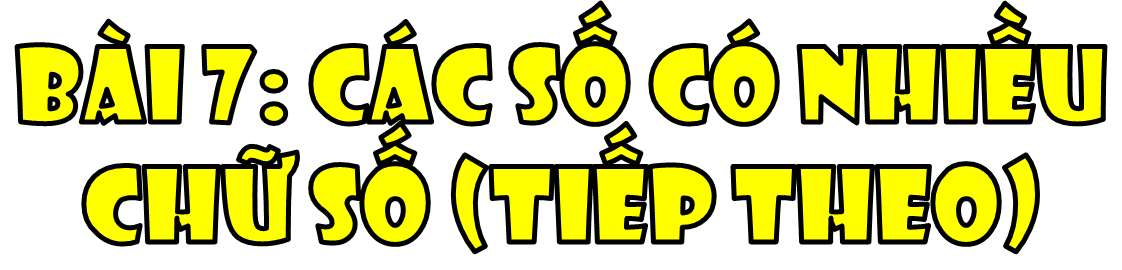 BÀI 7: CÁC SỐ CÓ NHIỀU
CHỮ SỐ (TIẾP THEO)